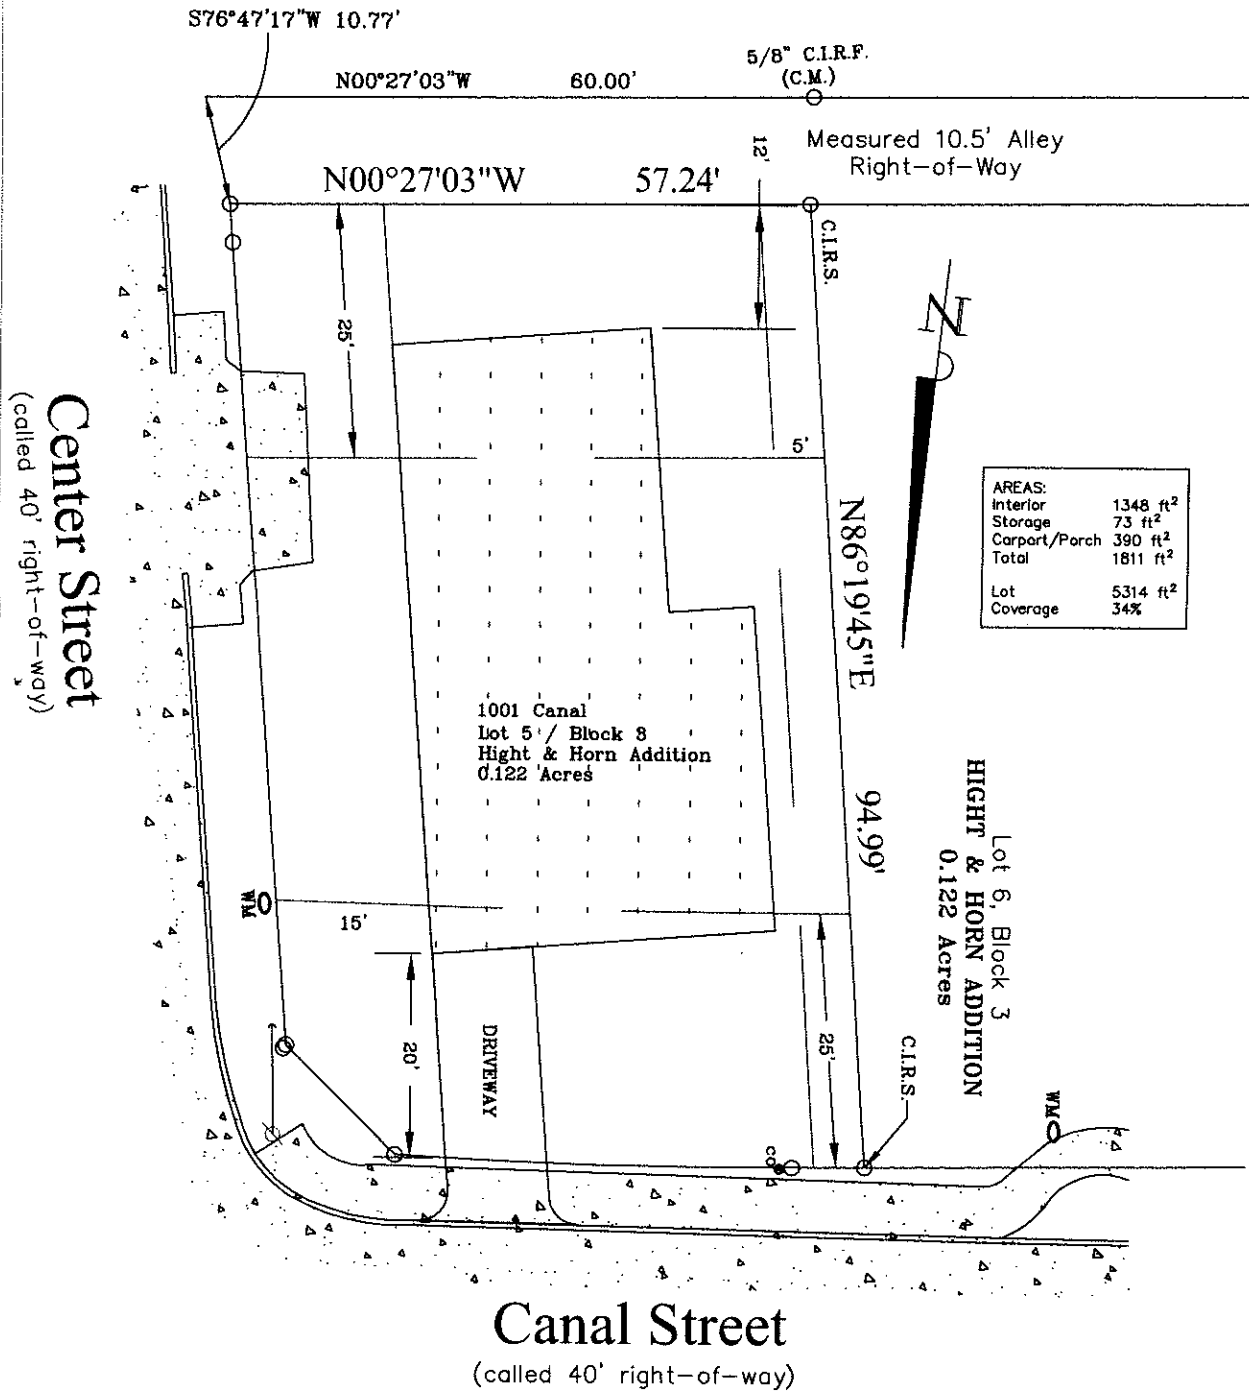 S76°47'17"W 10.77'
N00°27'03"W 60.00'
5/8" C.I.R.F.
(C.M.)
Measured 10.5' Alley
Right-of-Way
N00°27'03"W 57.24'
12'
C.I.R.S.
25'
N
5'
Center Street
(called 40' right-of-way)
N86°19'45"E 94.99'
AREAS:
Interior 1348 ft²
Storage 73 ft²
Carport/Porch 390 ft²
Total 1811 ft²
Lot 5314 ft²
Coverage 34%
1001 Canal
Lot 5 / Block 3
Hight & Horn Addition
0.122 Acres
Lot 6, Block 3
HIGHT & HORN ADDITION
0.122 Acres
WM
15'
20'
DRIVEWAY
25'
C.I.R.S.
WM
CO
Canal Street
(called 40' right-of-way)